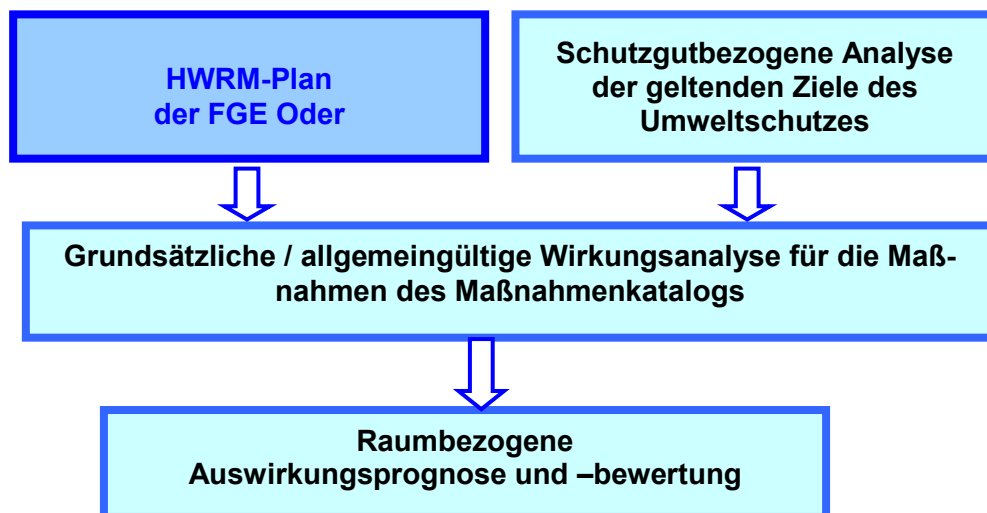 HWRM-Plan
der FGE Oder
Schutzgutbezogene Analyse
der geltenden Ziele des
Umweltschutzes
Grundsätzliche / allgemeingültige Wirkungsanalyse für die Maß-
nahmen des Maßnahmenkatalogs
Raumbezogene
Auswirkungsprognose und –bewertung